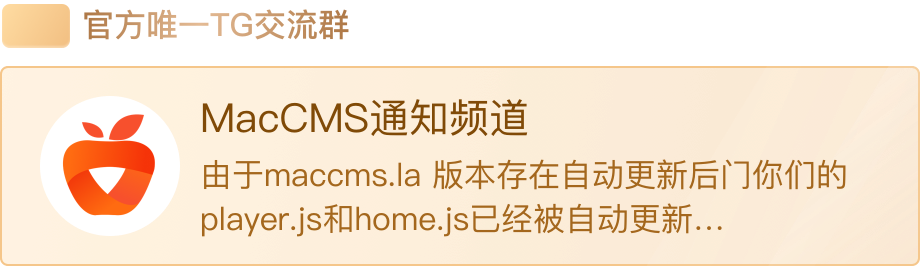 官方唯一TG交流群
MacCMS通知频道
由于maccms.la 版本存在自动更新后门你们的
player.js和home.js已经被自动更新...